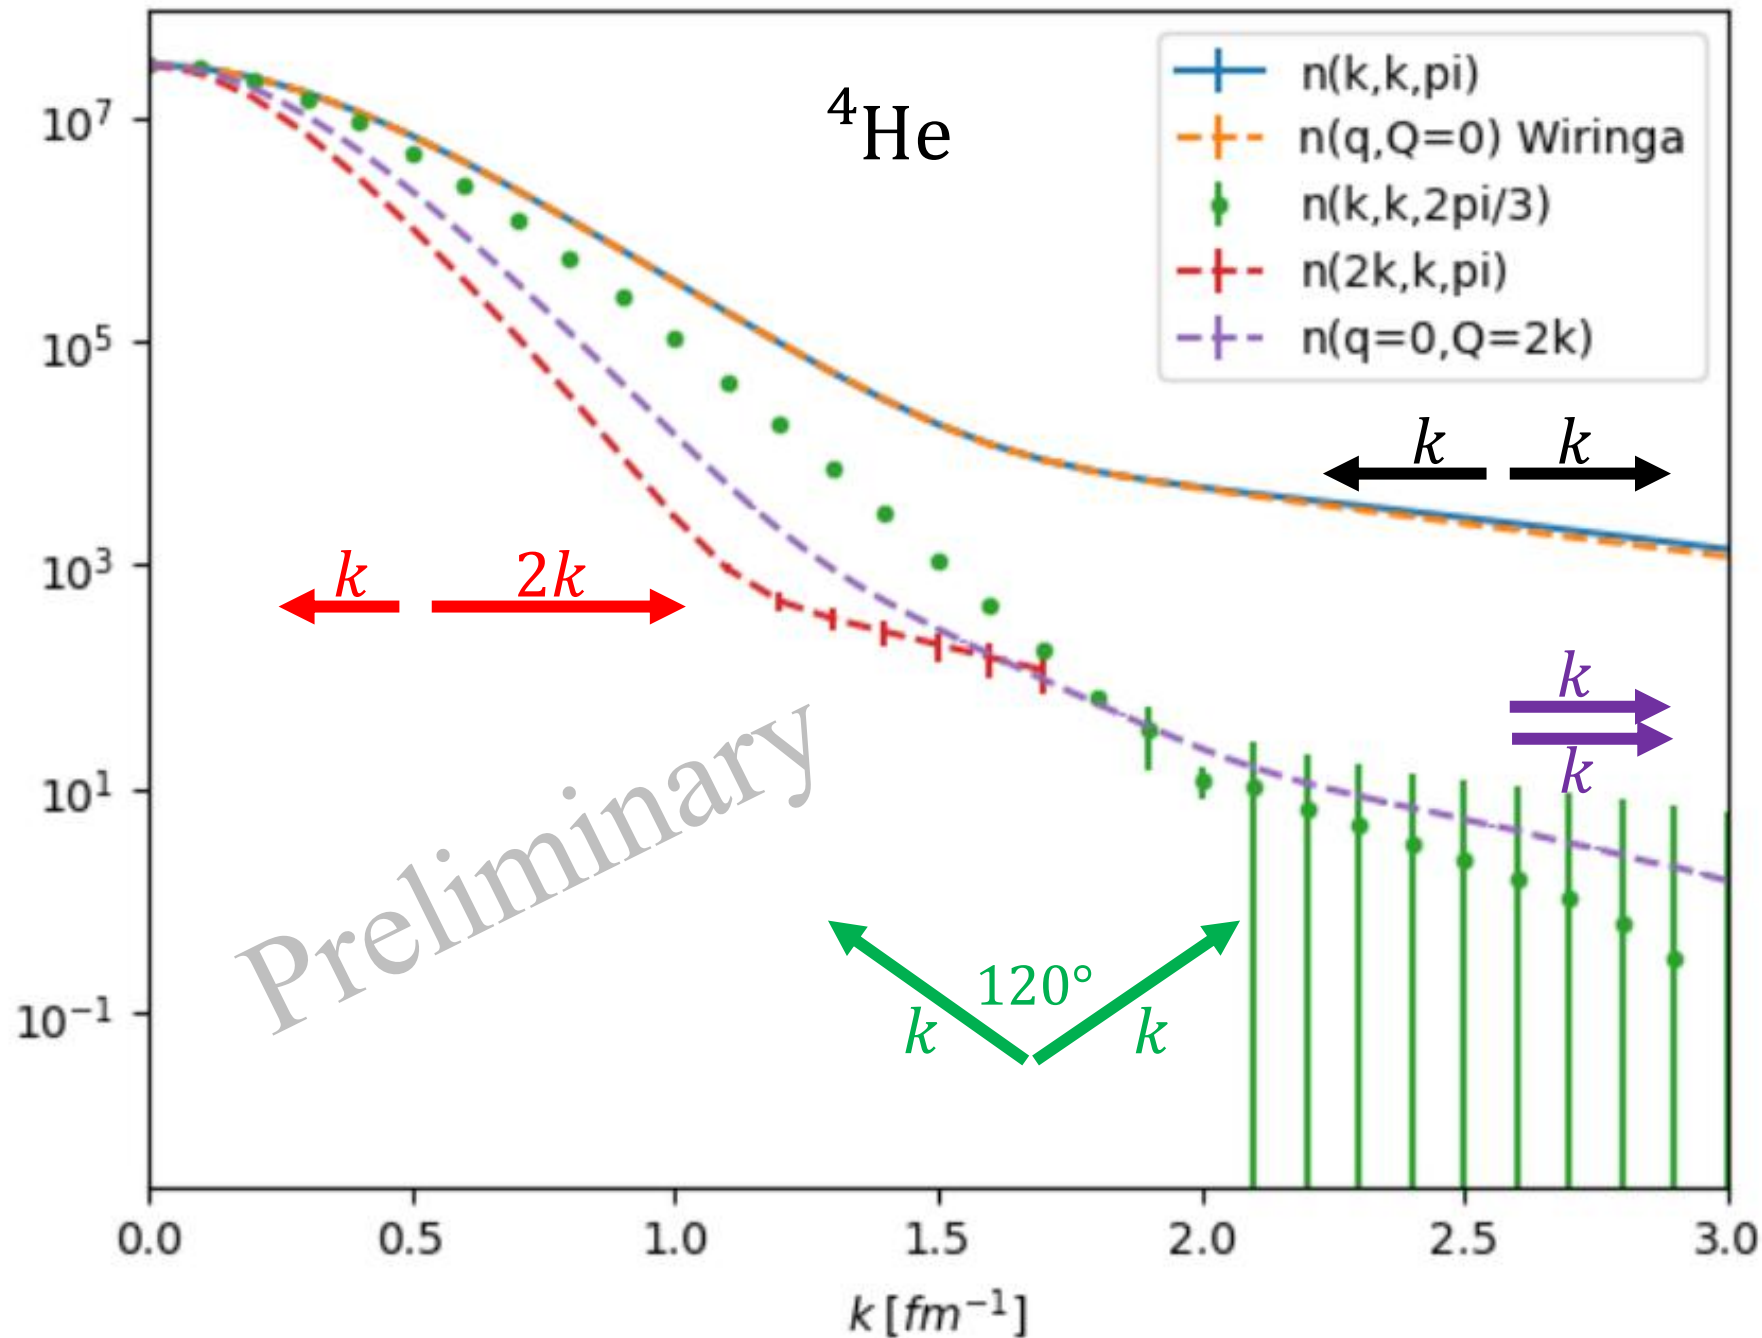 n(k,k,pi)
n(q,Q=0) Wiringa
n(k,k,2pi/3)
n(2k,k,pi)
n(q=0,Q=2k)
⁴He
10⁷
10⁵
10³
10¹
10⁻¹
k k
k 2k
k
k
120°
k k
Preliminary
0.0 0.5 1.0 1.5 2.0 2.5 3.0
k [fm⁻¹]